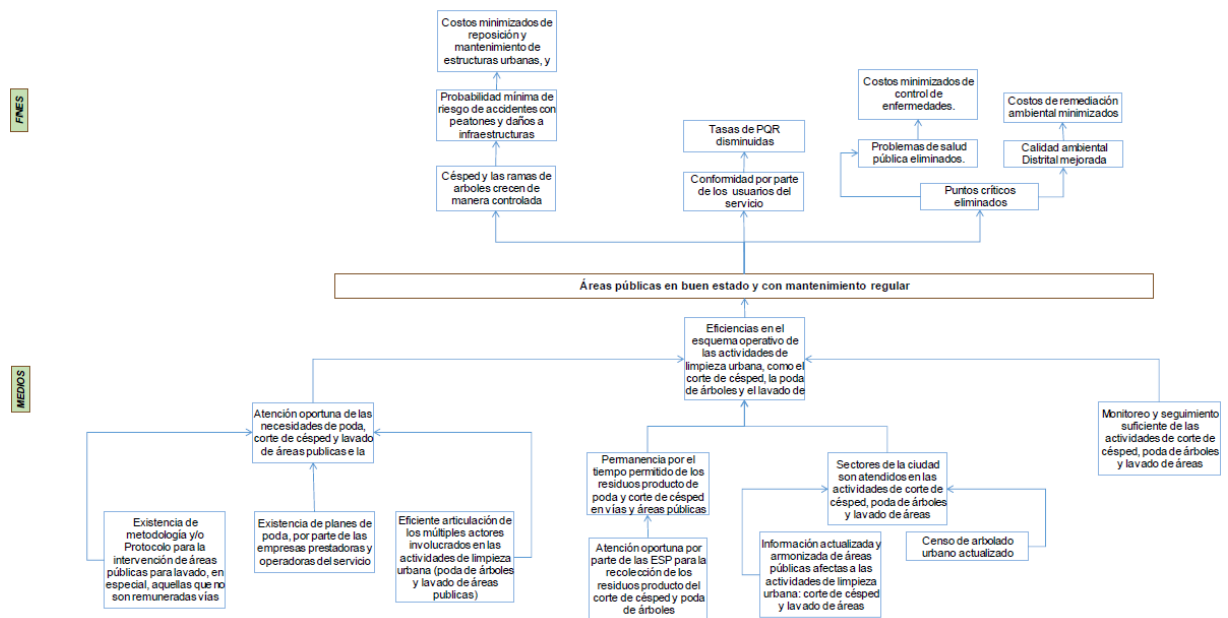 FINES
Costos minimizados de
reposición y
mantenimiento de
estructuras urbanas, y
Probabilidad mínima de
riesgo de accidentes con
peatones y daños a
infraestructuras
Césped y las ramas de
arboles crecen de
manera controlada
Tasas de PQR
disminuidas
Conformidad por parte
de los usuarios del
servicio
Costos minimizados de
control de
enfermedades.
Problemas de salud
pública eliminados.
Costos de remediación
ambiental minimizados
Calidad ambiental
Distrital mejorada
Puntos críticos
eliminados
Áreas públicas en buen estado y con mantenimiento regular
MEDIOS
Eficiencias en el
esquema operativo de
las actividades de
limpieza urbana, como el
corte de césped, la poda
de árboles y el lavado de
Atención oportuna de las
necesidades de poda,
corte de césped y lavado
de áreas publicas e la
Existencia de
metodología y/o
Protocolo para la
intervención de áreas
públicas para lavado, en
especial, aquellas que no
son remuneradas vías
Existencia de planes de
poda, por parte de las
empresas prestadoras y
operadoras del servicio
Eficiente articulación de
los múltiples actores
involucrados en las
actividades de limpieza
urbana (poda de árboles
y lavado de áreas
publicas)
Permanencia por el
tiempo permitido de los
residuos producto de
poda y corte de césped
en vías y áreas públicas
Atención oportuna por
parte de las ESP para la
recolección de los
residuos producto del
corte de césped y poda
de árboles
Sectores de la ciudad
son atendidos en las
actividades de corte de
césped, poda de árboles
y lavado de áreas
Información actualizada y
armonizada de áreas
públicas afectas a las
actividades de limpieza
urbana: corte de césped
y lavado de áreas
Censo de arbolado
urbano actualizado
Monitoreo y seguimiento
suficiente de las
actividades de corte de
césped, poda de árboles
y lavado de áreas